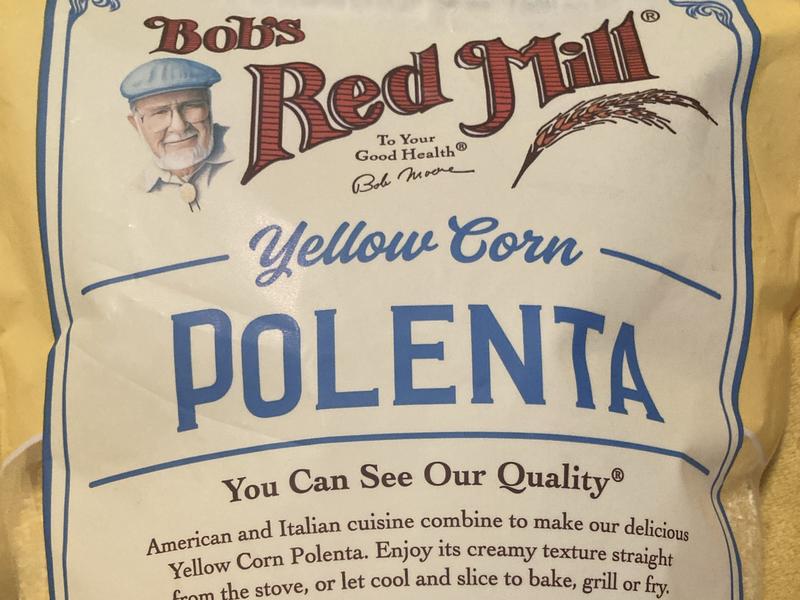 Bob's
Red Mill®
To Your
Good Health®
Bob Moore
Yellow Corn
POLENTA
You Can See Our Quality®
American and Italian cuisine combine to make our delicious
Yellow Corn Polenta. Enjoy its creamy texture straight
from the stove, or let cool and slice to bake, grill or fry.